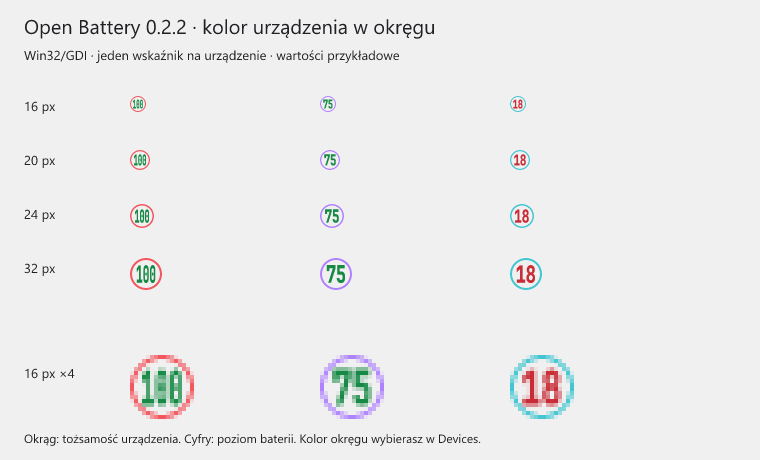 Open Battery 0.2.2 · kolor urządzenia w okręgu
Win32/GDI · jeden wskaźnik na urządzenie · wartości przykładowe
16 px 100 75 18
20 px 100 75 18
24 px 100 75 18
32 px 100 75 18
16 px ×4 100 75 18
Okrąg: tożsamość urządzenia. Cyfry: poziom baterii. Kolor okręgu wybierasz w Devices.